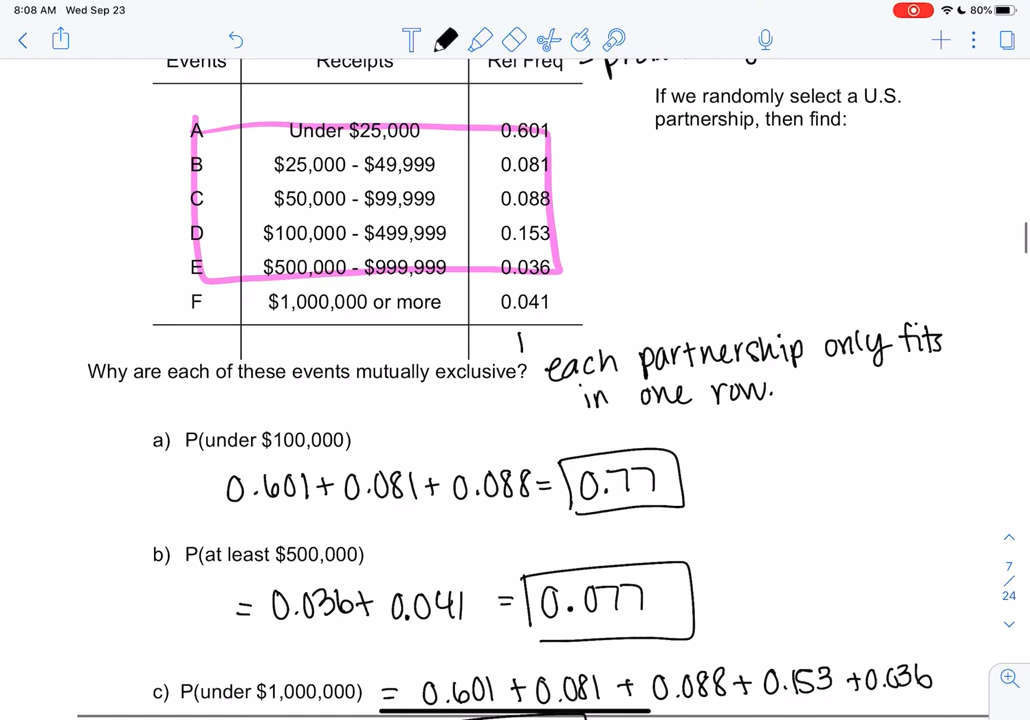 8:08 AM Wed Sep 23
80%
T
Events Receipts Rel Freq =
If we randomly select a U.S.
partnership, then find:
A Under $25,000 0.601
B $25,000 - $49,999 0.081
C $50,000 - $99,999 0.088
D $100,000 - $499,999 0.153
E $500,000 - $999,999 0.036
F $1,000,000 or more 0.041
1
Why are each of these events mutually exclusive? each partnership only fits
in one row.
a) P(under $100,000)
0.601 + 0.081 + 0.088 = 0.77
b) P(at least $500,000)
= 0.036 + 0.041 = 0.077
7
/
24
c) P(under $1,000,000) = 0.601 + 0.081 + 0.088 + 0.153 + 0.036